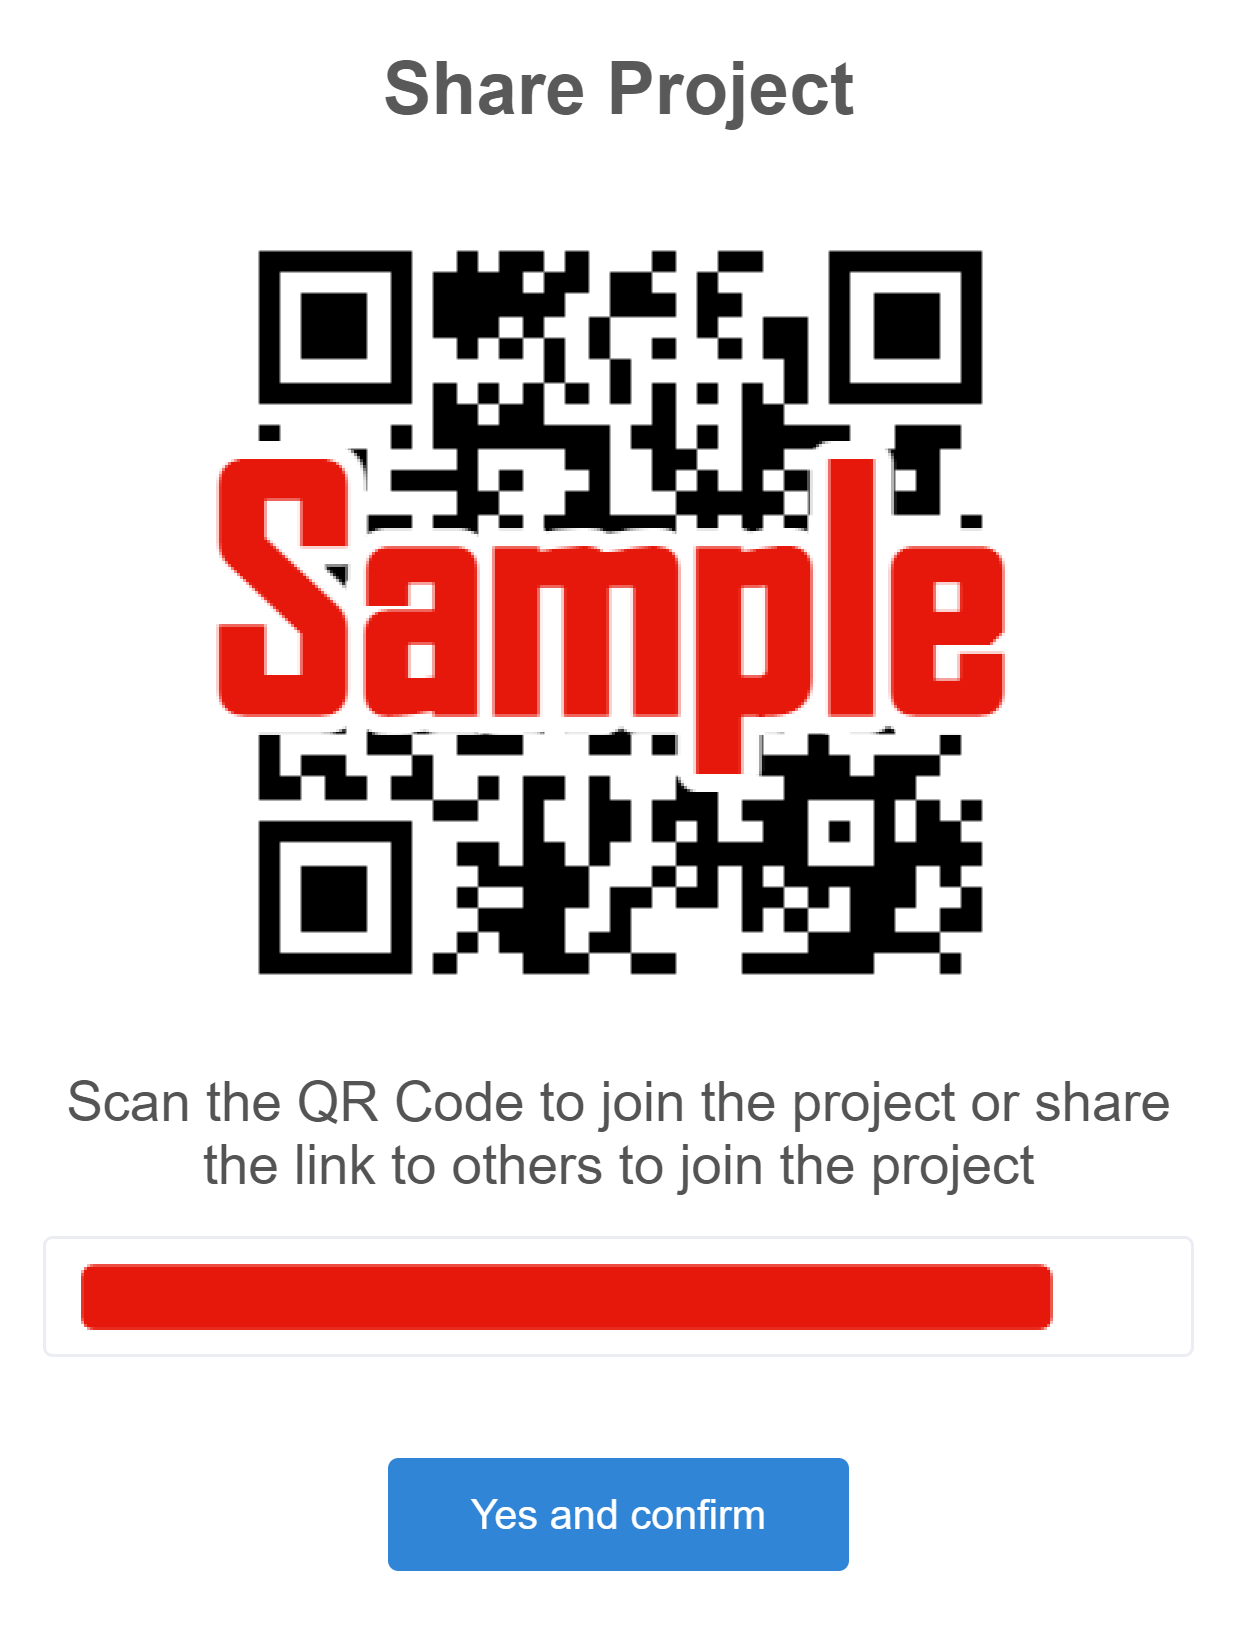 Share Project
Sample
Scan the QR Code to join the project or share
the link to others to join the project
Yes and confirm